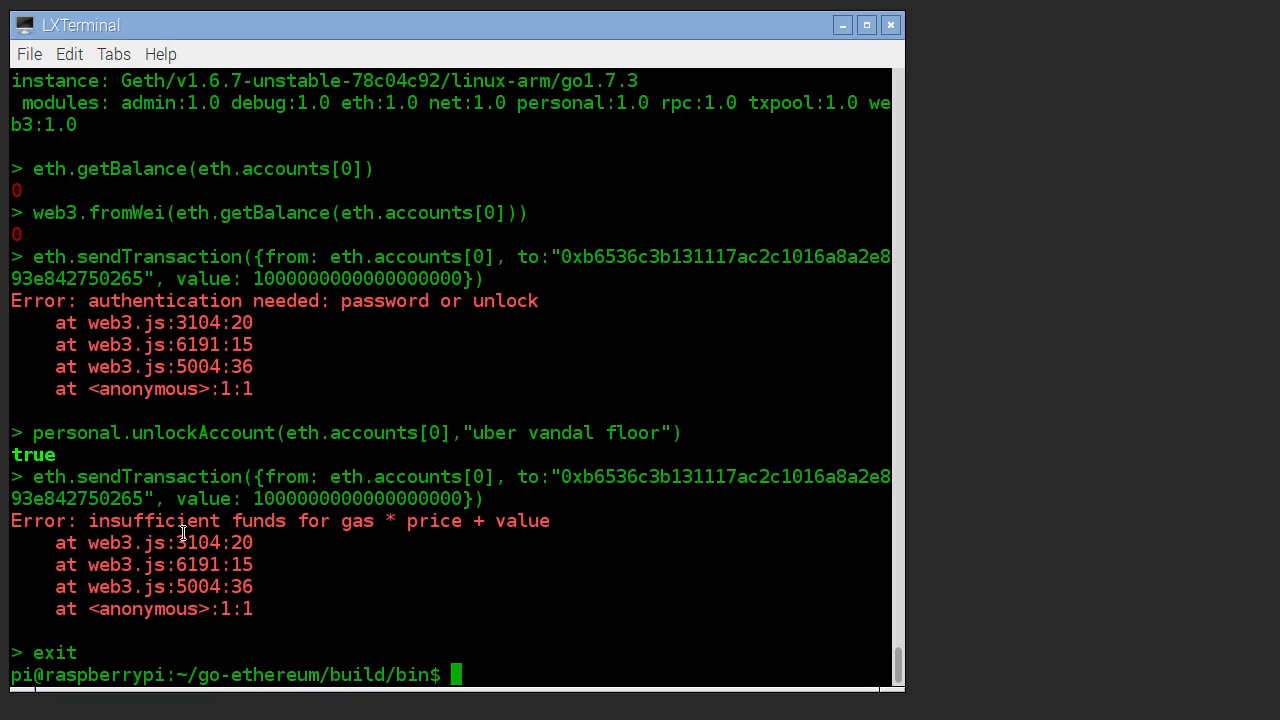 LXTerminal
File Edit Tabs Help
instance: Geth/v1.6.7-unstable-78c04c92/linux-arm/go1.7.3
 modules: admin:1.0 debug:1.0 eth:1.0 net:1.0 personal:1.0 rpc:1.0 txpool:1.0 we
b3:1.0
> eth.getBalance(eth.accounts[0])
0
> web3.fromWei(eth.getBalance(eth.accounts[0]))
0
> eth.sendTransaction({from: eth.accounts[0], to:"0xb6536c3b131117ac2c1016a8a2e8
93e842750265", value: 1000000000000000000})
Error: authentication needed: password or unlock
    at web3.js:3104:20
    at web3.js:6191:15
    at web3.js:5004:36
    at <anonymous>:1:1
> personal.unlockAccount(eth.accounts[0],"uber vandal floor")
true
> eth.sendTransaction({from: eth.accounts[0], to:"0xb6536c3b131117ac2c1016a8a2e8
93e842750265", value: 1000000000000000000})
Error: insufficient funds for gas * price + value
    at web3.js:3104:20
    at web3.js:6191:15
    at web3.js:5004:36
    at <anonymous>:1:1
> exit
pi@raspberrypi:~/go-ethereum/build/bin$